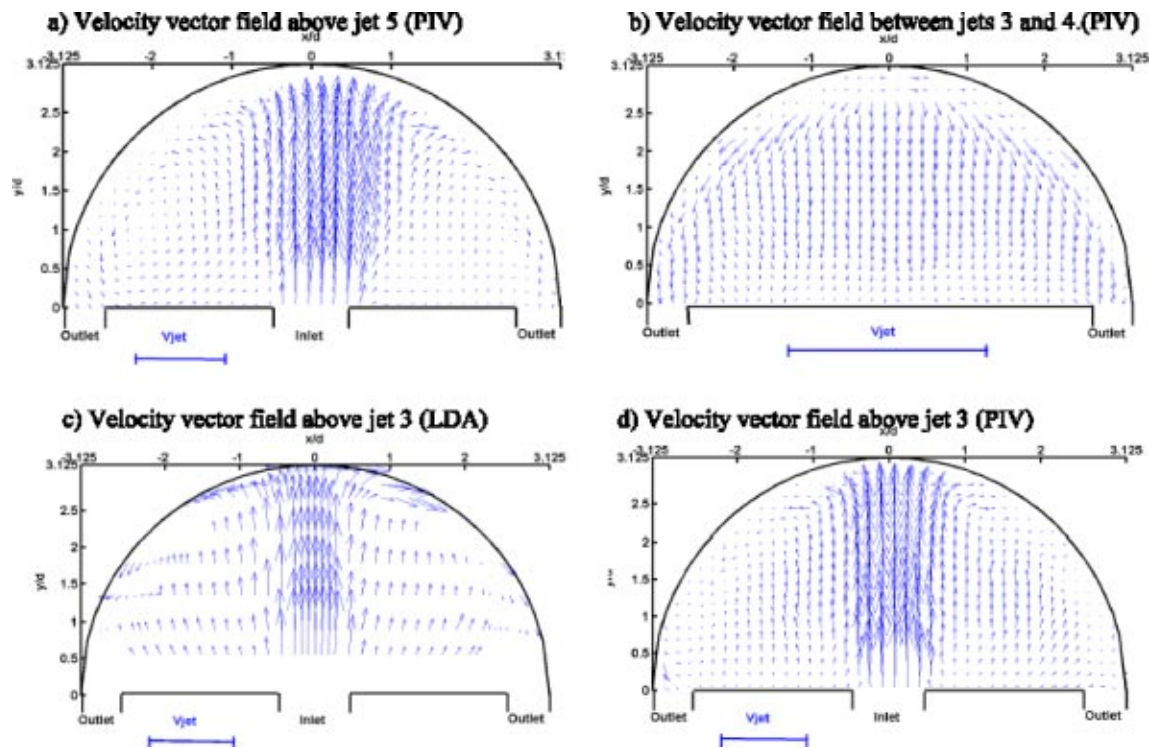 a) Velocity vector field above jet 5 (PIV)
x/d
-3.125 -2 -1 0 1 2 3.125
3.125
2.5
2
1.5
1
0.5
0
y/d
Outlet Vjet Inlet Outlet
b) Velocity vector field between jets 3 and 4.(PIV)
x/d
-3.125 -2 -1 0 1 2 3.125
3.125
2.5
2
1.5
1
0.5
0
y/d
Outlet Vjet Outlet
c) Velocity vector field above jet 3 (LDA)
x/d
-3.125 -2 -1 0 1 2 3.125
3.125
2.5
2
1.5
1
0.5
0
y/d
Outlet Vjet Inlet Outlet
d) Velocity vector field above jet 3 (PIV)
x/d
-3.125 -2 -1 0 1 2 3.125
3.125
2.5
2
1.5
1
0.5
0
Outlet Vjet Inlet Outlet